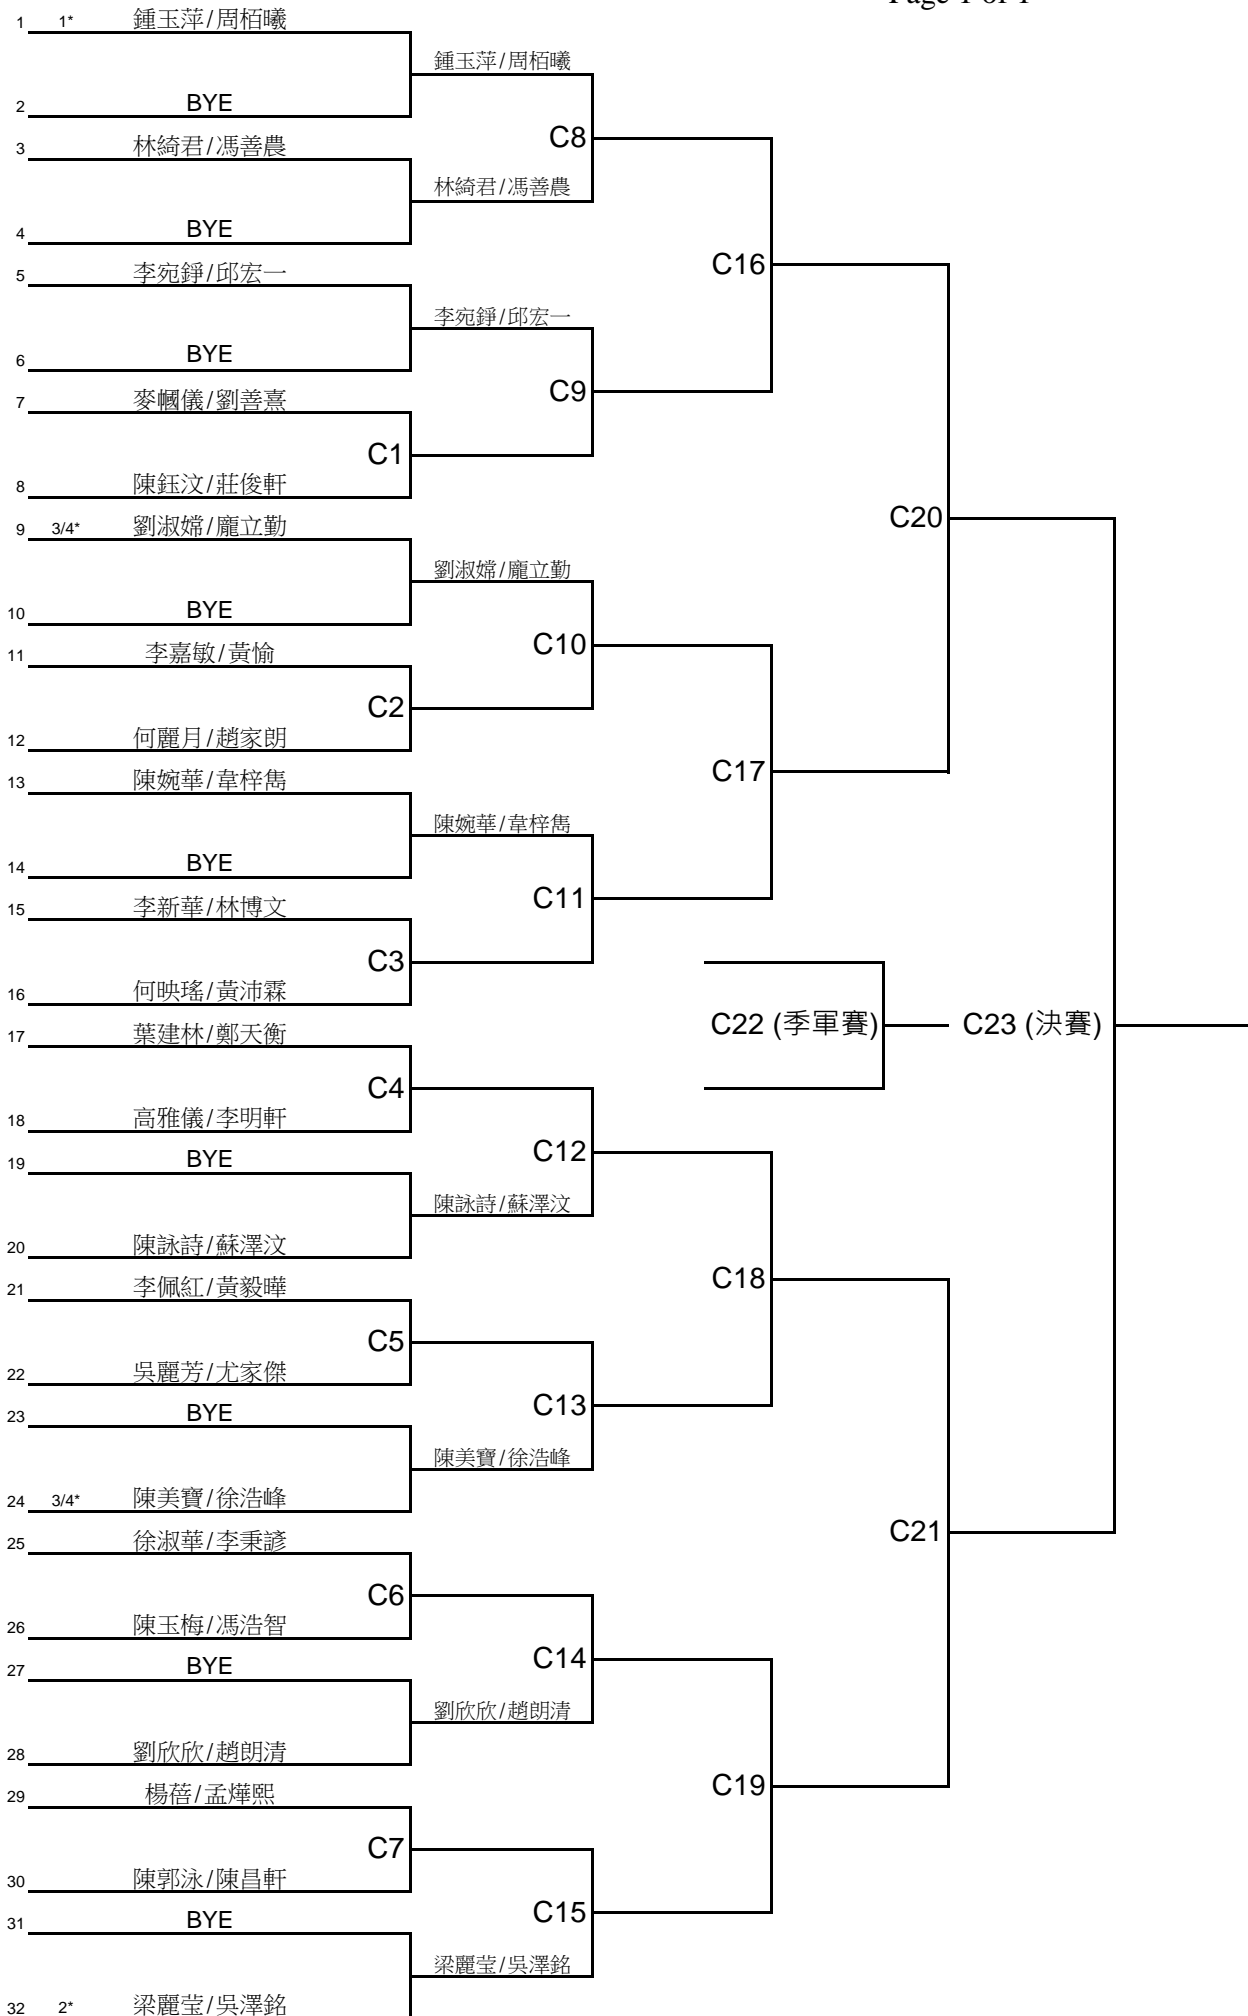 Page 1 of 1
1 1* 鍾玉萍/周栢曦
鍾玉萍/周栢曦
2 BYE
C8
3 林綺君/馮善農
林綺君/馮善農
4 BYE
C16
5 李宛錚/邱宏一
李宛錚/邱宏一
6 BYE
C9
7 麥幗儀/劉善熹
C1
8 陳鈺汶/莊俊軒
C20
9 3/4* 劉淑嫦/龐立勤
劉淑嫦/龐立勤
10 BYE
C10
11 李嘉敏/黃愉
C2
12 何麗月/趙家朗
C17
13 陳婉華/韋梓雋
陳婉華/韋梓雋
14 BYE
C11
15 李新華/林博文
C3
16 何映瑤/黃沛霖
C22 (季軍賽)
C23 (決賽)
17 葉建林/鄭天衡
C4
18 高雅儀/李明軒
C12
19 BYE
陳詠詩/蘇澤汶
20 陳詠詩/蘇澤汶
C18
21 李佩紅/黃毅曄
C5
22 吳麗芳/尤家傑
C13
23 BYE
陳美寶/徐浩峰
24 3/4* 陳美寶/徐浩峰
C21
25 徐淑華/李秉諺
C6
26 陳玉梅/馮浩智
C14
27 BYE
劉欣欣/趙朗清
28 劉欣欣/趙朗清
C19
29 楊蓓/孟燁熙
C7
30 陳郭泳/陳昌軒
C15
31 BYE
梁麗莹/吳澤銘
32 2* 梁麗莹/吳澤銘